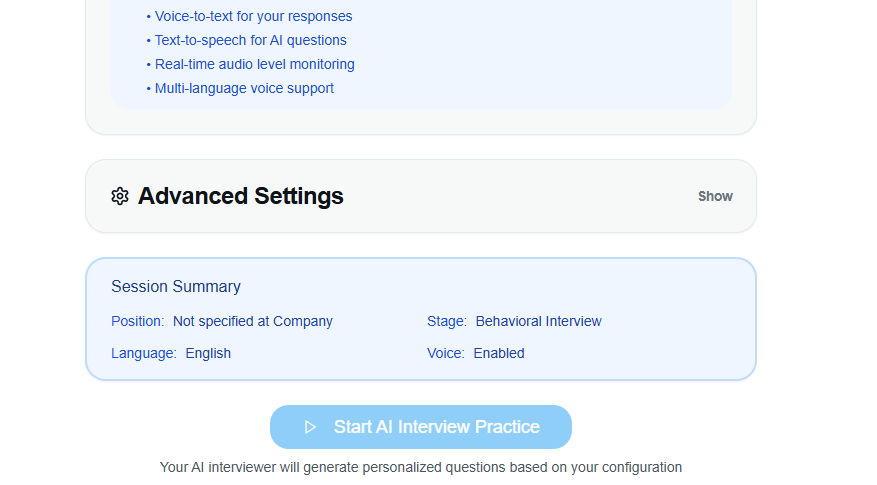 • Voice-to-text for your responses
• Text-to-speech for AI questions
• Real-time audio level monitoring
• Multi-language voice support
Advanced Settings Show
Session Summary
Position: Not specified at Company Stage: Behavioral Interview
Language: English Voice: Enabled
Start AI Interview Practice
Your AI interviewer will generate personalized questions based on your configuration